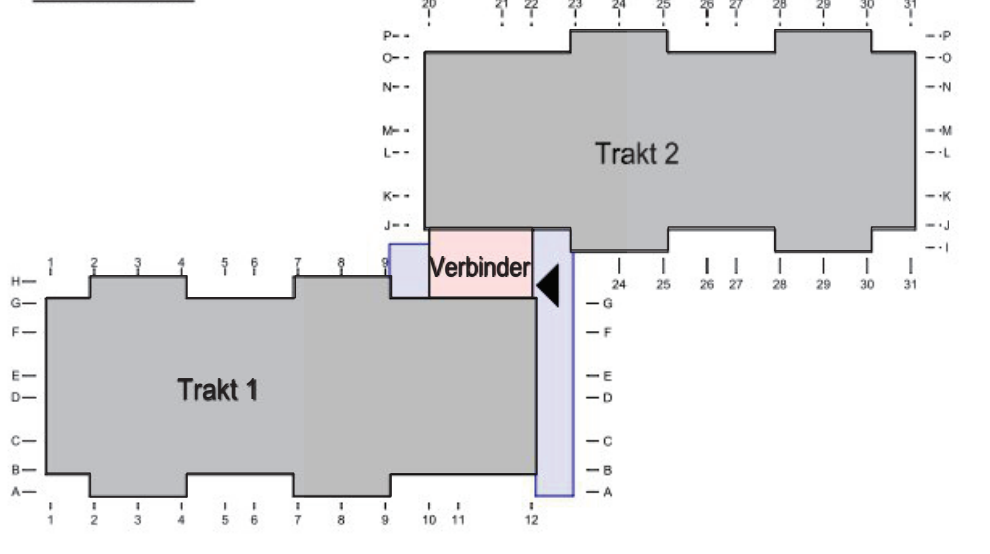 20 21 22 23 24 25 26 27 28 29 30 31
P P
O O
N N
M M
L L
K K
J J
I
Trakt 2
24 25 26 27 28 29 30 31
Verbinder
1 2 3 4 5 6 7 8 9
H
G G
F F
E E
D D
C C
B B
A A
Trakt 1
1 2 3 4 5 6 7 8 9 10 11 12